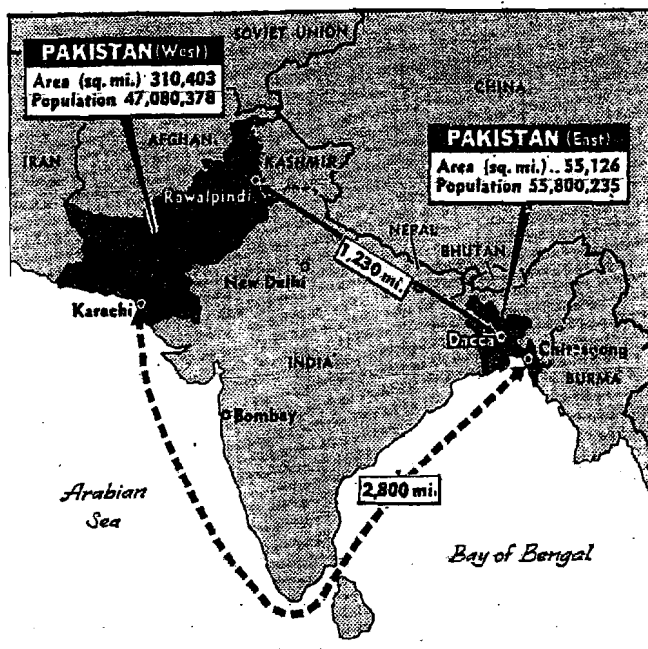 SOVIET UNION
PAKISTAN (West)
Area (sq. mi.) 310,403
Population 47,080,378
CHINA
PAKISTAN (East)
Area (sq. mi.).. 55,126
Population 55,800,235
AFGHAN.
IRAN
KASHMIR
Rawalpindi
NEPAL
BHUTAN
1,230 mi.
New Delhi
Karachi
Dacca
Chittagong
INDIA
BURMA
Bombay
2,800 mi.
Arabian
Sea
Bay of Bengal